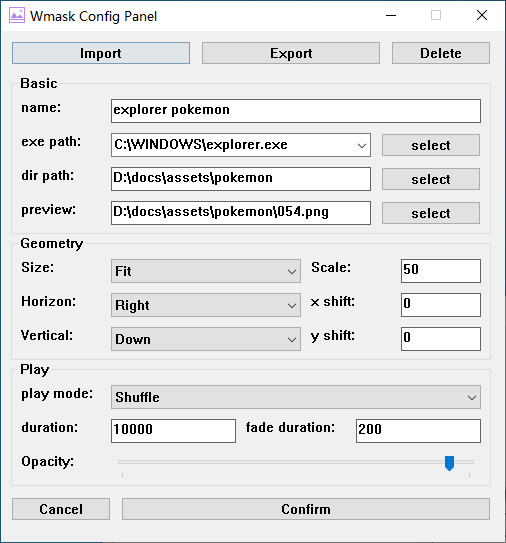 Wmask Config Panel
Import Export Delete
Basic
name: explorer pokemon
exe path: C:\WINDOWS\explorer.exe select
dir path: D:\docs\assets\pokemon select
preview: D:\docs\assets\pokemon\054.png select
Geometry
Size: Fit Scale: 50
Horizon: Right x shift: 0
Vertical: Down y shift: 0
Play
play mode: Shuffle
duration: 10000 fade duration: 200
Opacity:
Cancel Confirm